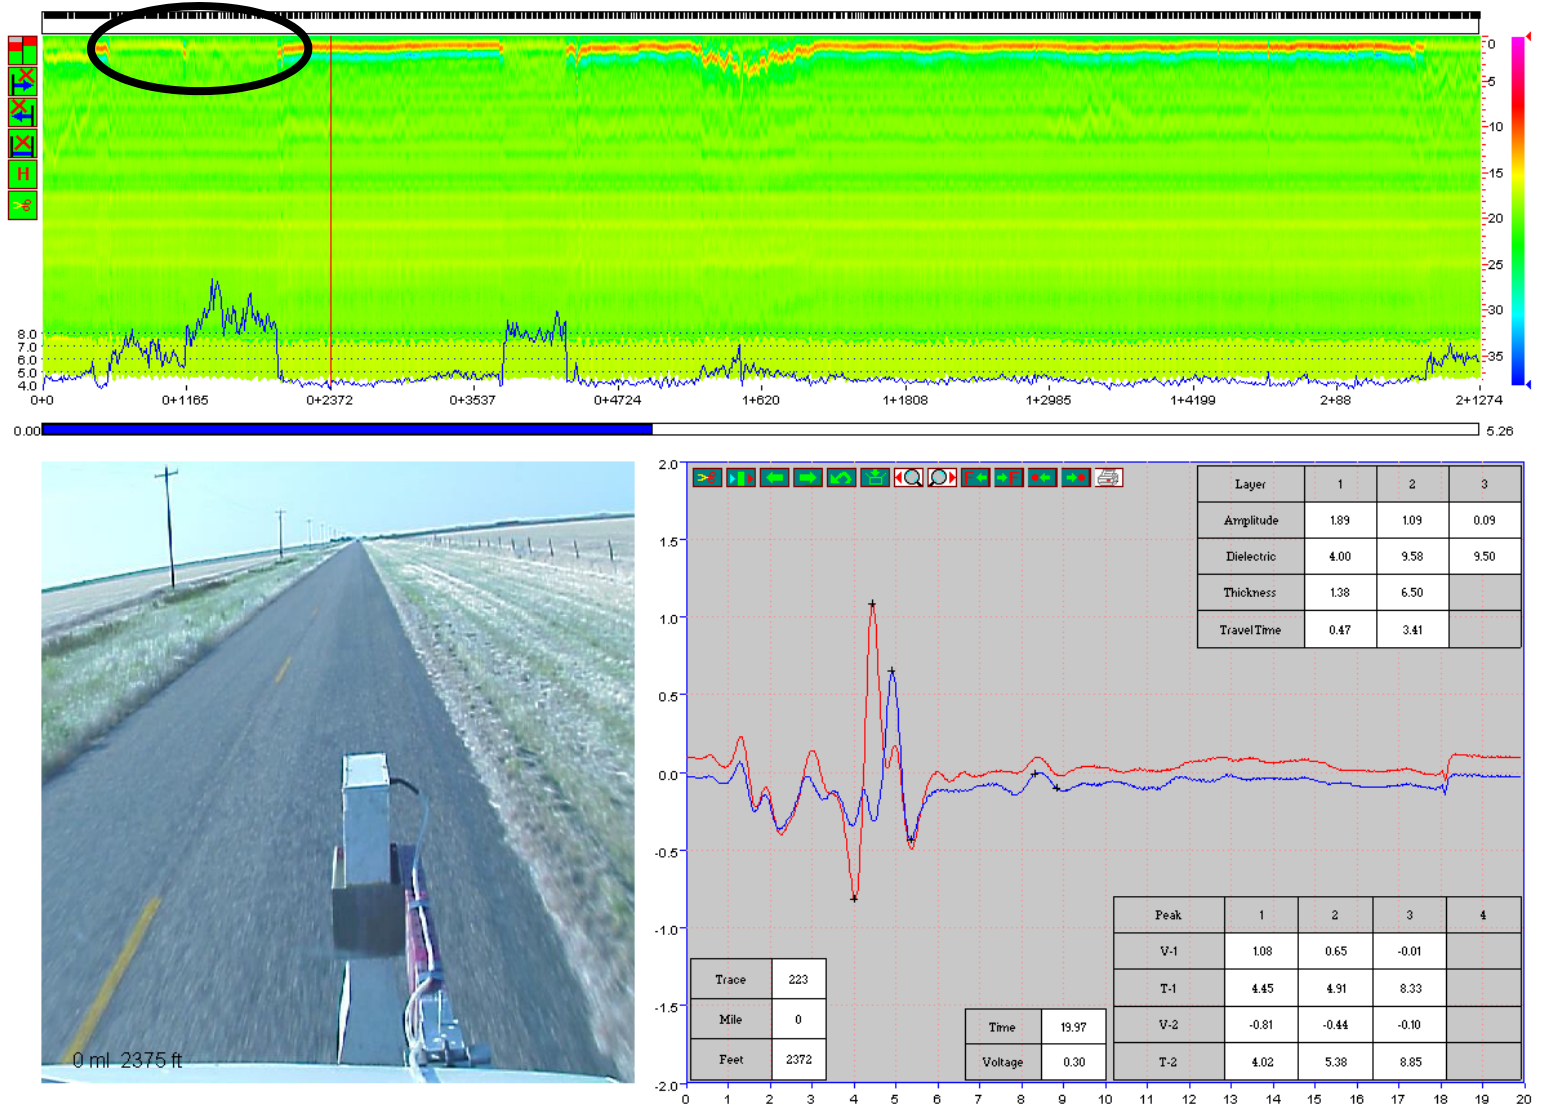 0
5
10
15
20
25
30
35
H
8.0
7.0
6.0
5.0
4.0
0+0 0+1165 0+2372 0+3537 0+4724 1+620 1+1808 1+2985 1+4199 2+88 2+1274
0.00 5.26
0 ml 2375 ft
2.0
1.5
1.0
0.5
0.0
-0.5
-1.0
-1.5
-2.0
Layer 1 2 3
Amplitude 1.89 1.09 0.09
Dielectric 4.00 9.58 9.50
Thickness 1.38 6.50
TravelTime 0.47 3.41
Trace 223
Mile 0
Feet 2372
Time 19.97
Voltage 0.30
Peak 1 2 3 4
V-1 1.08 0.65 -0.01
T-1 4.45 4.91 8.33
V-2 -0.81 -0.44 -0.10
T-2 4.02 5.38 8.85
0 1 2 3 4 5 6 7 8 9 10 11 12 13 14 15 16 17 18 19 20